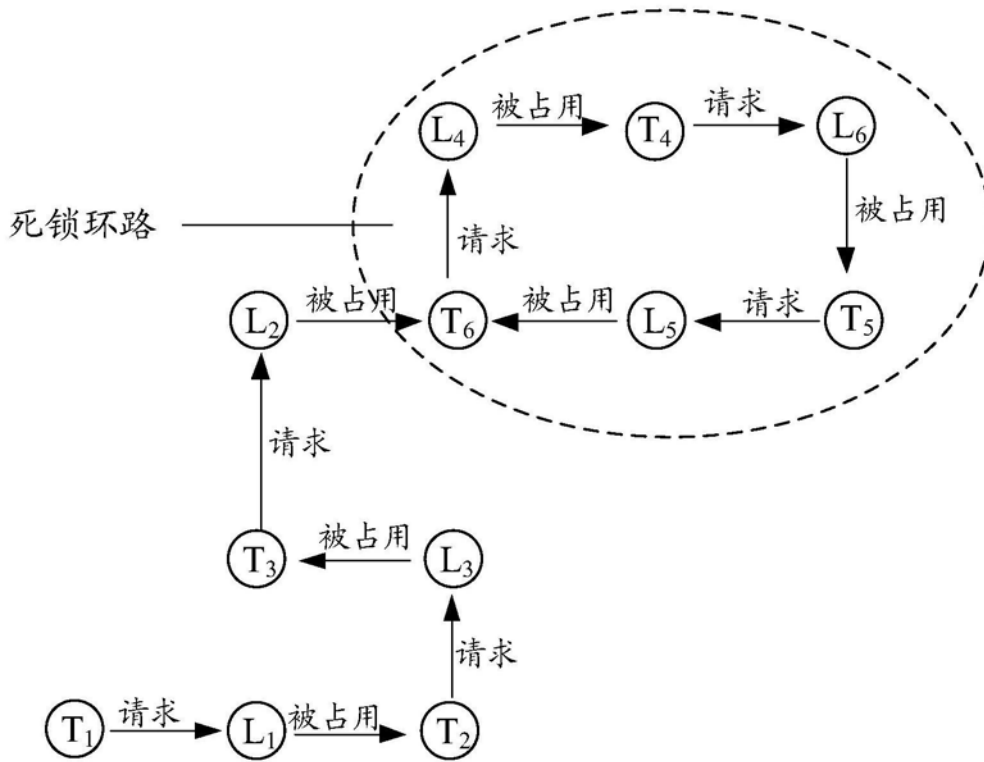 被占用 请求
L4 T4 L6
死锁环路 请求 被占用
被占用 被占用 请求
L2 T6 L5 T5
请求
被占用
T3 L3
请求
请求 被占用
T1 L1 T2